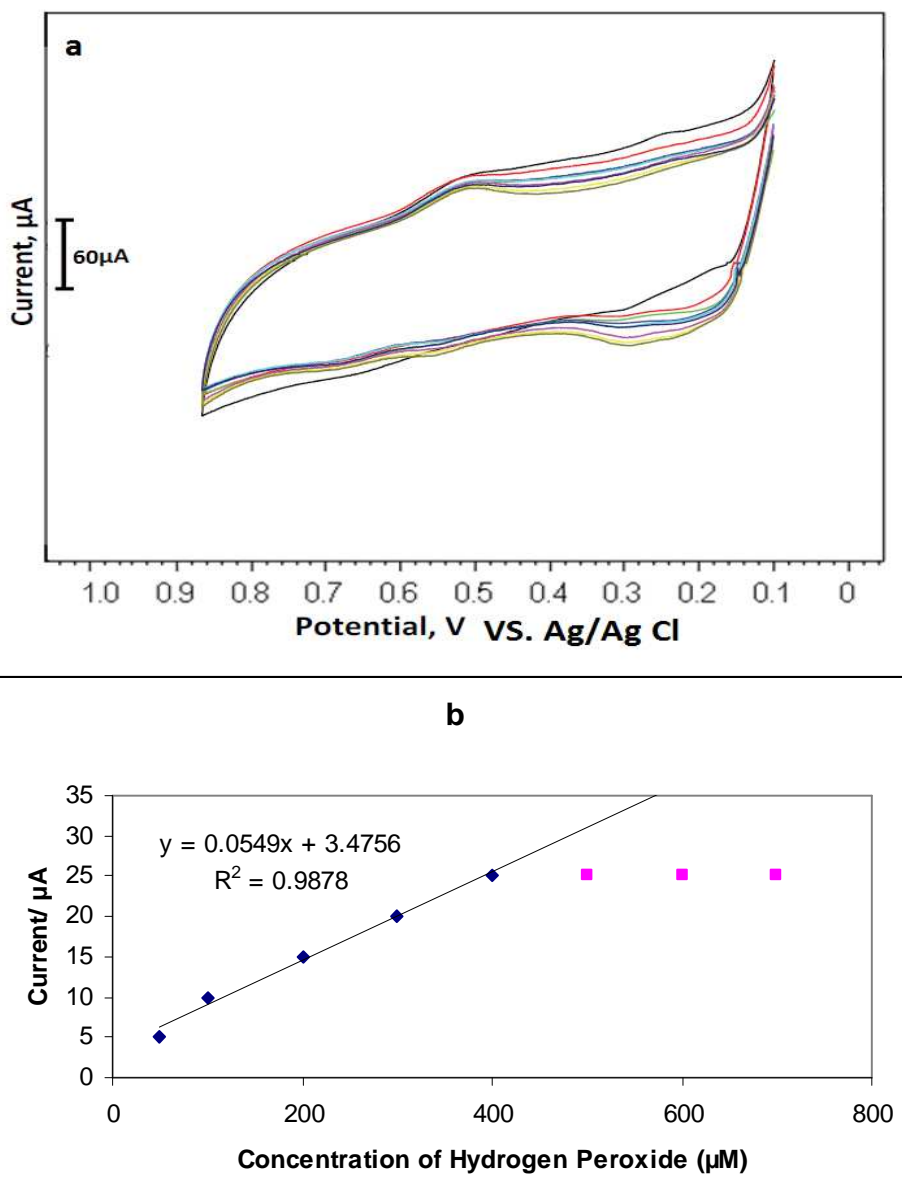 a
Current, µA
60µA
1.0 0.9 0.8 0.7 0.6 0.5 0.4 0.3 0.2 0.1 0
Potential, V VS. Ag/Ag Cl
b
35
30
25
20
15
10
5
0
y = 0.0549x + 3.4756
R² = 0.9878
Current/ µA
0 200 400 600 800
Concentration of Hydrogen Peroxide (µM)